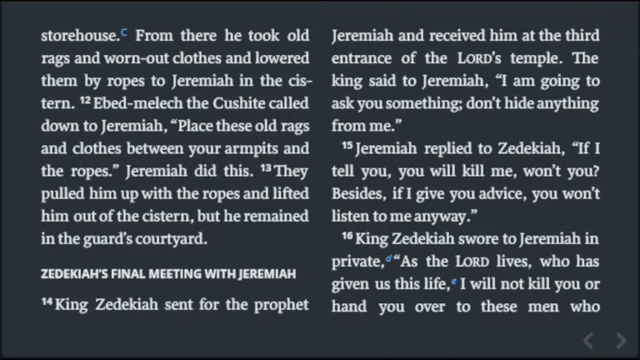 storehouse.c From there he took old
rags and worn-out clothes and lowered
them by ropes to Jeremiah in the cis-
tern. 12 Ebed-melech the Cushite called
down to Jeremiah, “Place these old rags
and clothes between your armpits and
the ropes.” Jeremiah did this. 13 They
pulled him up with the ropes and lifted
him out of the cistern, but he remained
in the guard’s courtyard.
ZEDEKIAH’S FINAL MEETING WITH JEREMIAH
14 King Zedekiah sent for the prophet
Jeremiah and received him at the third
entrance of the LORD’s temple. The
king said to Jeremiah, “I am going to
ask you something; don’t hide anything
from me.”
15 Jeremiah replied to Zedekiah, “If I
tell you, you will kill me, won’t you?
Besides, if I give you advice, you won’t
listen to me anyway.”
16 King Zedekiah swore to Jeremiah in
private,d “As the LORD lives, who has
given us this life,e I will not kill you or
hand you over to these men who